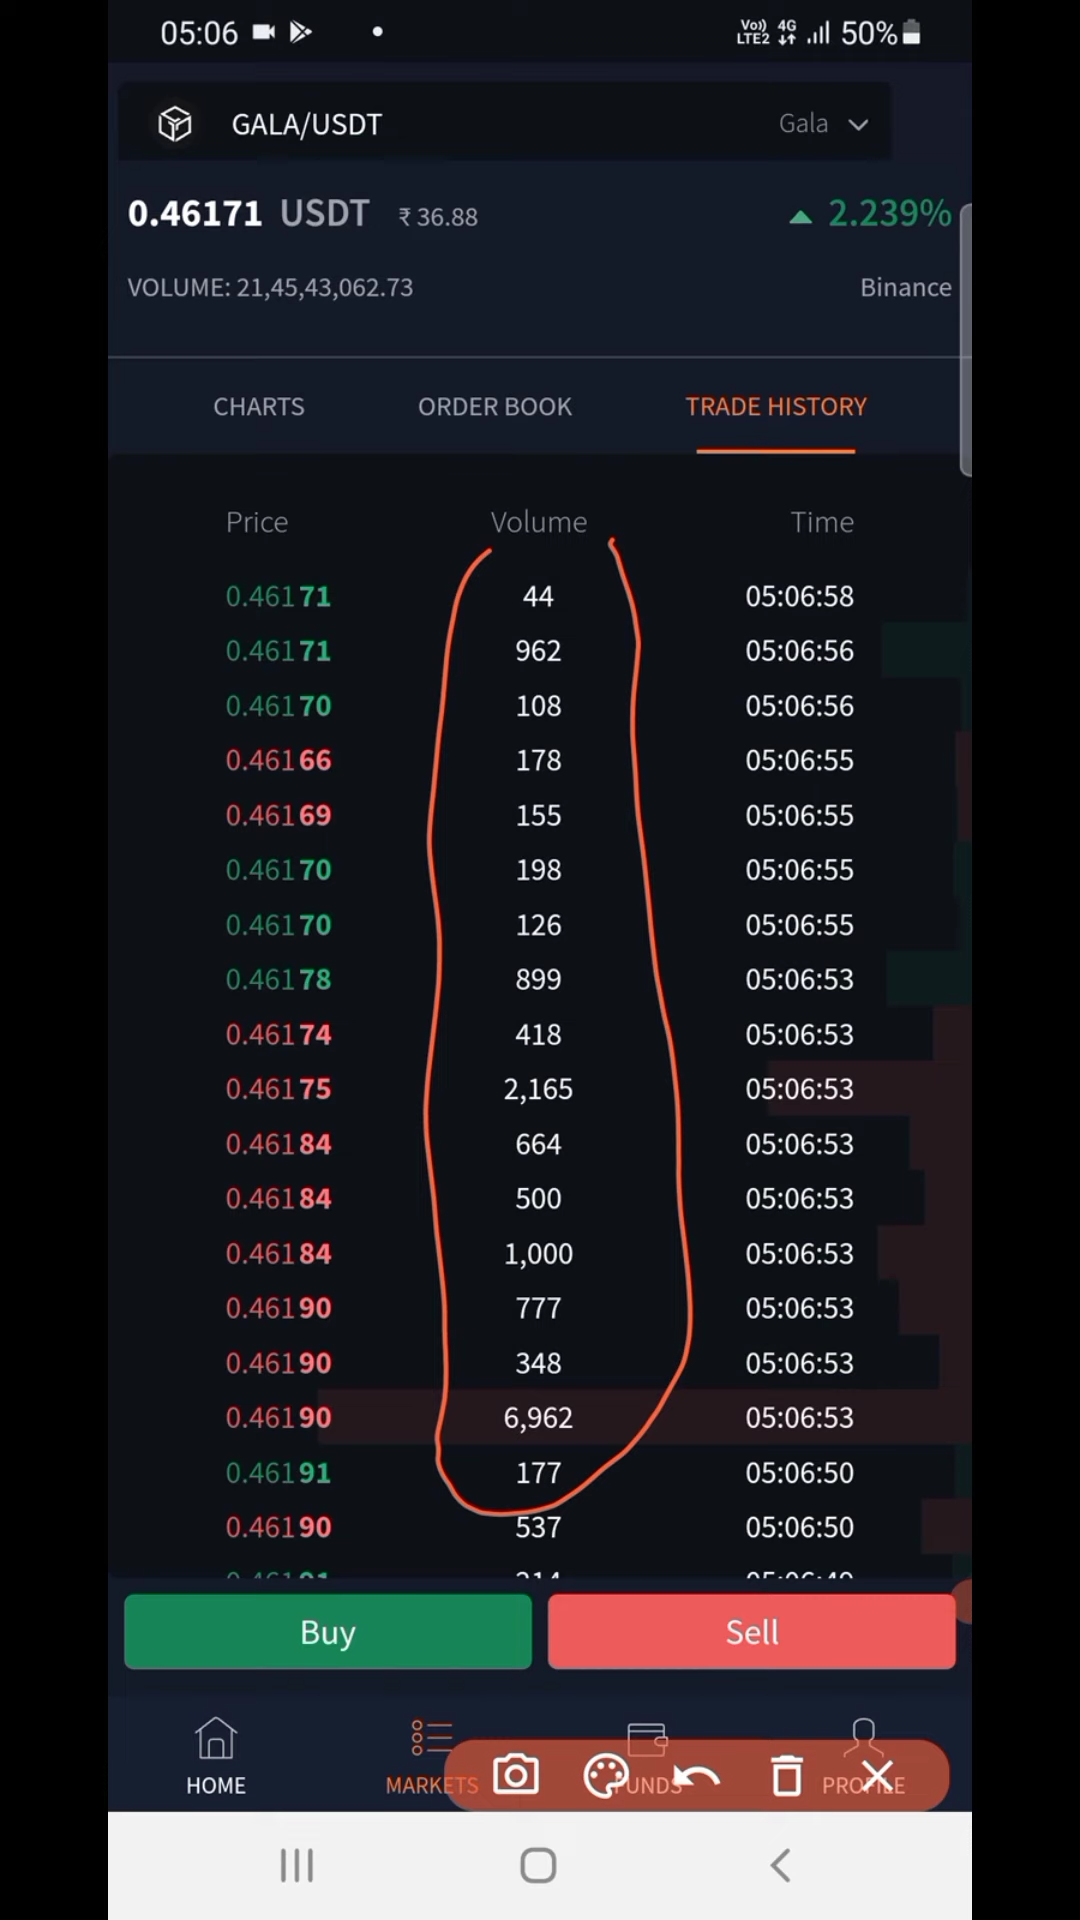 05:06 Vo)) LTE2 4G 50%
GALA/USDT Gala
0.46171 USDT ₹ 36.88 2.239%
VOLUME: 21,45,43,062.73 Binance
CHARTS ORDER BOOK TRADE HISTORY
Price Volume Time
0.46171 44 05:06:58
0.46171 962 05:06:56
0.46170 108 05:06:56
0.46166 178 05:06:55
0.46169 155 05:06:55
0.46170 198 05:06:55
0.46170 126 05:06:55
0.46178 899 05:06:53
0.46174 418 05:06:53
0.46175 2,165 05:06:53
0.46184 664 05:06:53
0.46184 500 05:06:53
0.46184 1,000 05:06:53
0.46190 777 05:06:53
0.46190 348 05:06:53
0.46190 6,962 05:06:53
0.46191 177 05:06:50
0.46190 537 05:06:50
Buy Sell
HOME MARKETS FUNDS PROFILE